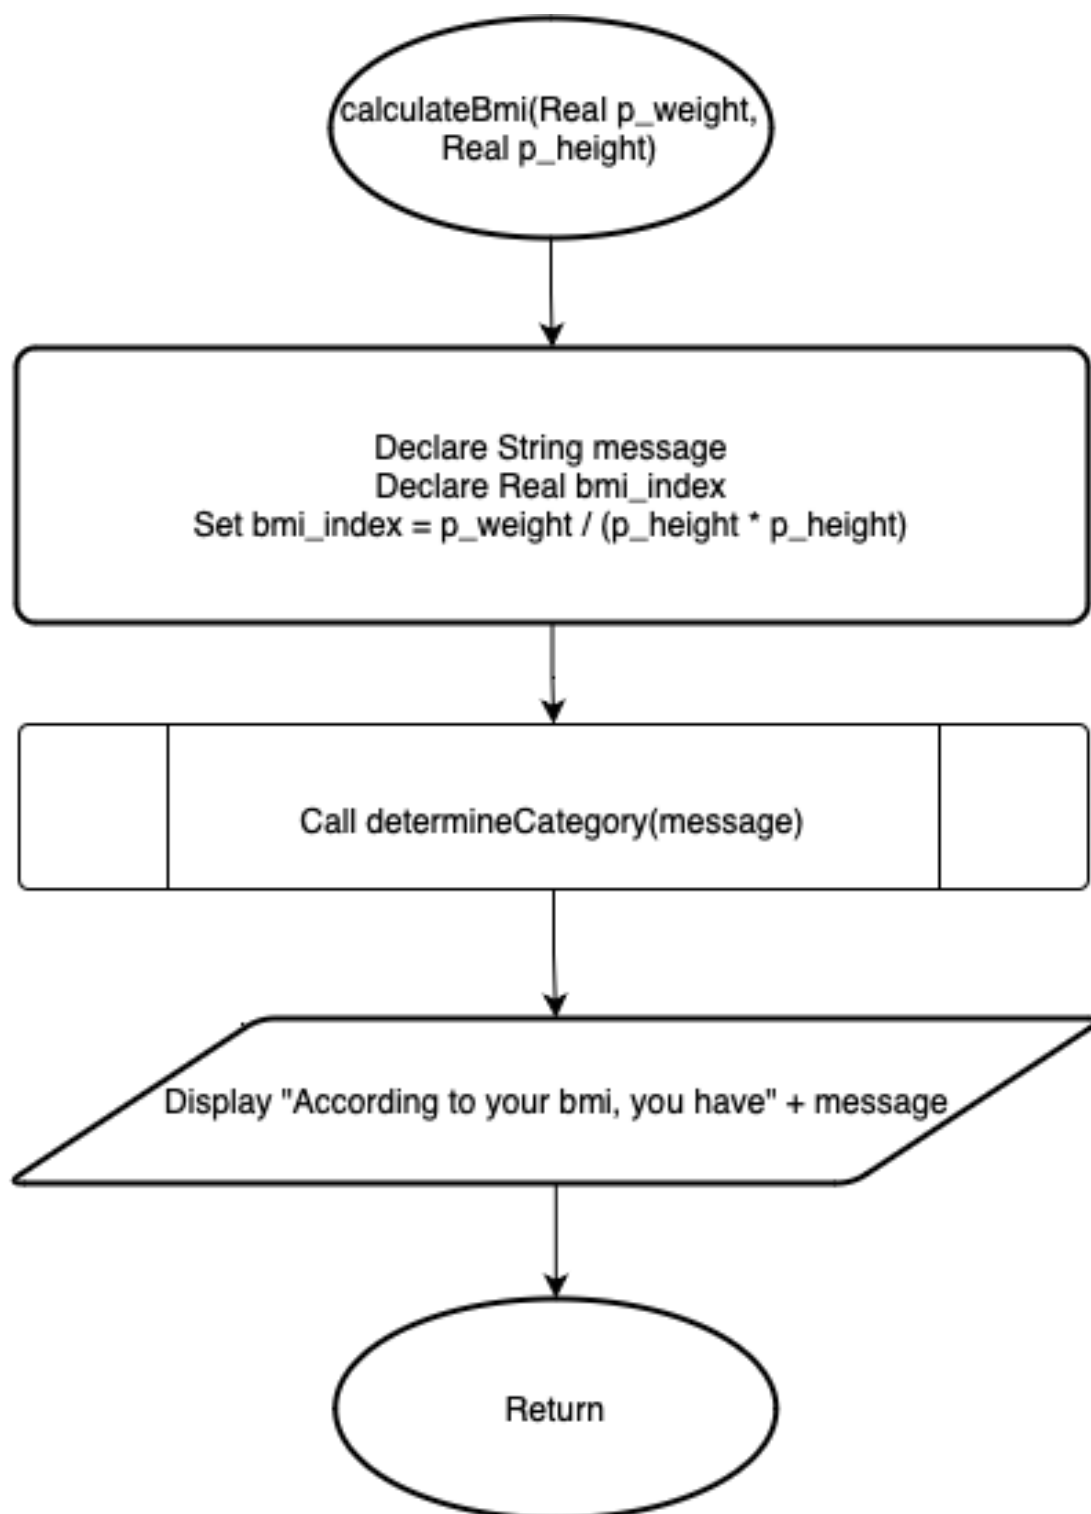 calculateBmi(Real p_weight,
Real p_height)
Declare String message
Declare Real bmi_index
Set bmi_index = p_weight / (p_height * p_height)
Call determineCategory(message)
Display "According to your bmi, you have" + message
Return